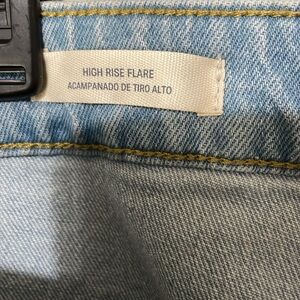 HIGH RISE FLARE
ACAMPANADO DE TIRO ALTO